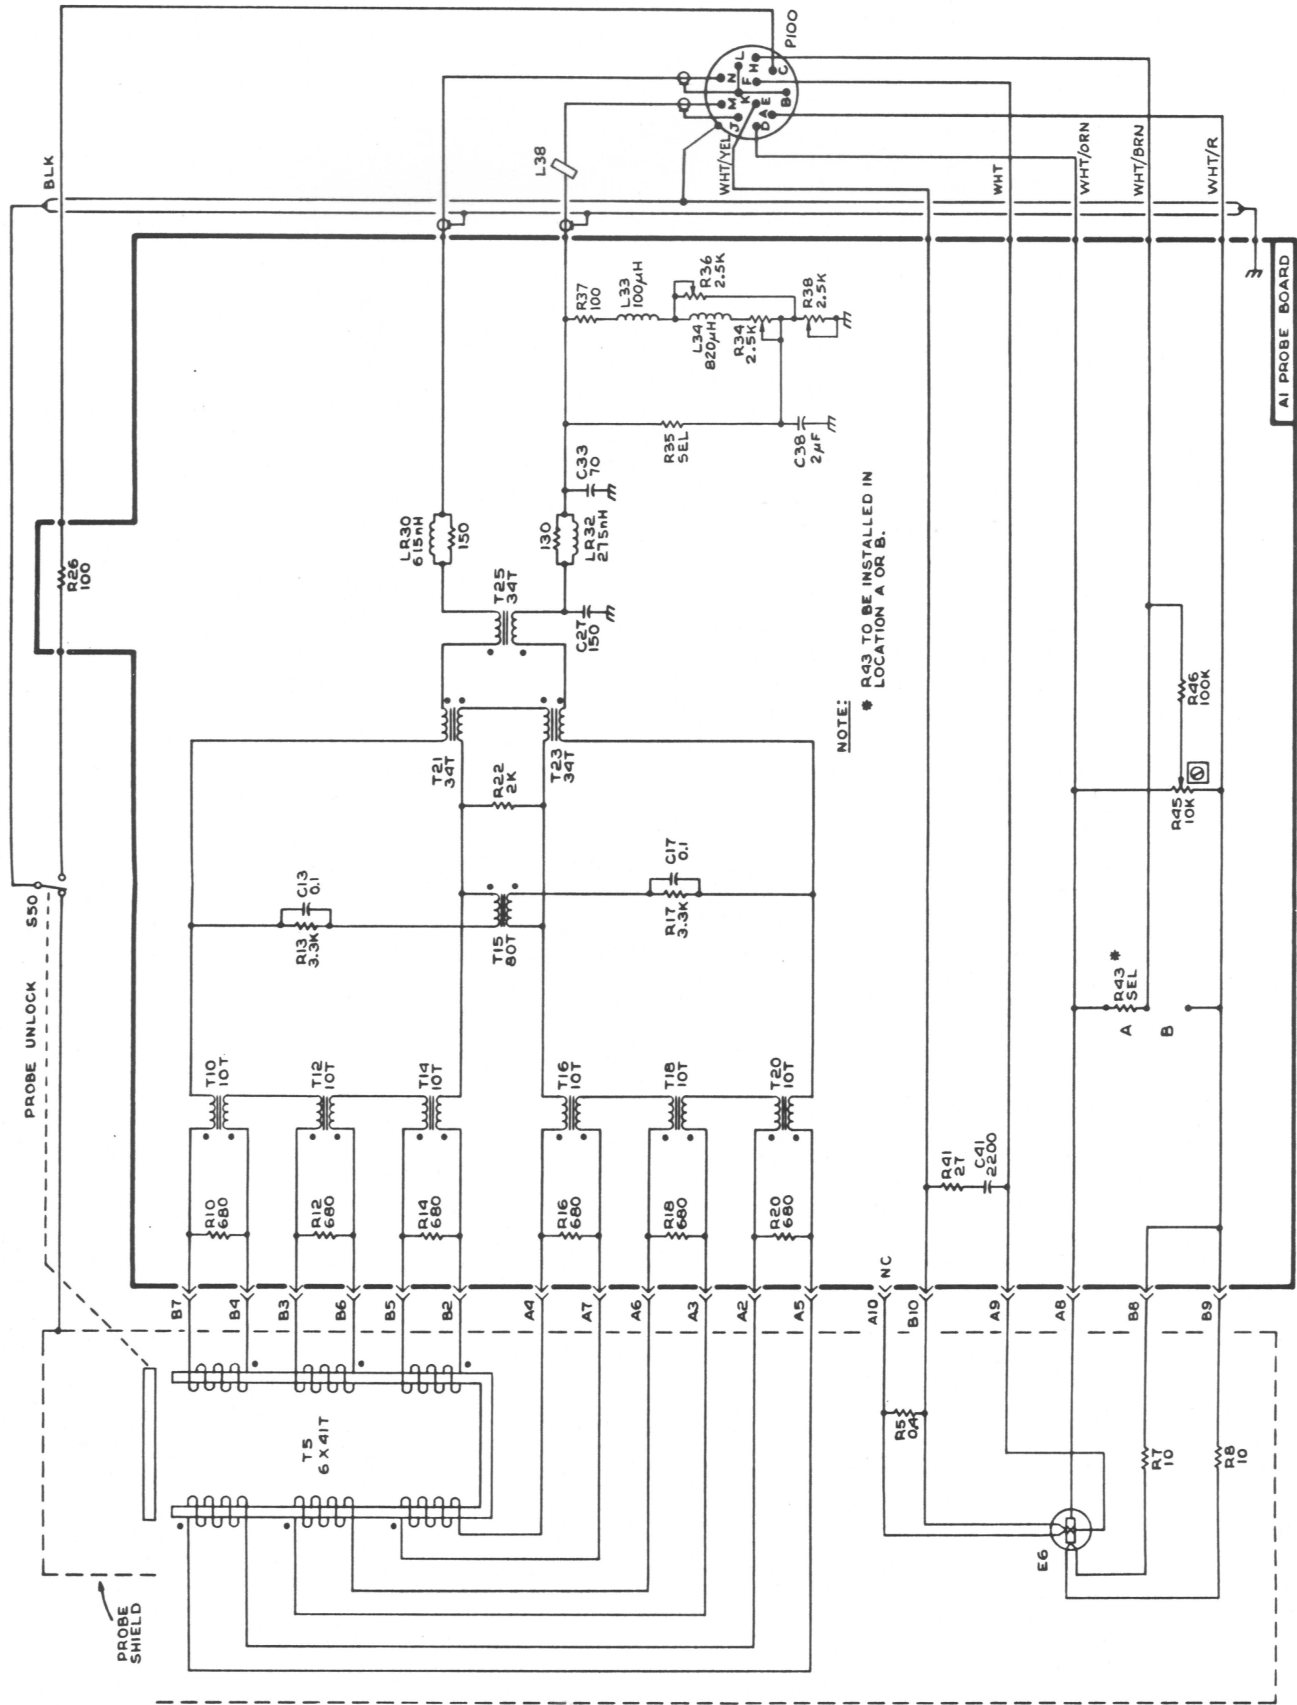 BLK
P100
N
L
M
F
H
K
C
J
E
B
D
A
L38
WHT/YEL
WHT
WHT/ORN
WHT/BRN
WHT/R
R37
100
L33
100µH
R36
2.5K
L34
820µH
R34
2.5K
R38
2.5K
R35
SEL
C38
2µF
A1 PROBE BOARD
R26
100
LR30
615nH
150
130
LR32
275nH
C33
70
T25
34T
C27
150
NOTE:
* R43 TO BE INSTALLED IN
LOCATION A OR B.
T21
34T
R22
2K
T23
34T
R46
100K
R45
10K
S50
PROBE UNLOCK
C13
0.1
R13
3.3K
T15
80T
C17
0.1
R17
3.3K
R43 *
SEL
A
B
T10
10T
T12
10T
T14
10T
T16
10T
T18
10T
T20
10T
R10
680
R12
680
R14
680
R16
680
R18
680
R20
680
R41
27
C41
2200
NC
B7
B4
B3
B6
B5
B2
A4
A7
A6
A3
A2
A5
A10
B10
A9
A8
B8
B9
T5
6 X 41T
R5
0.4
R7
10
R8
10
E6
PROBE
SHIELD